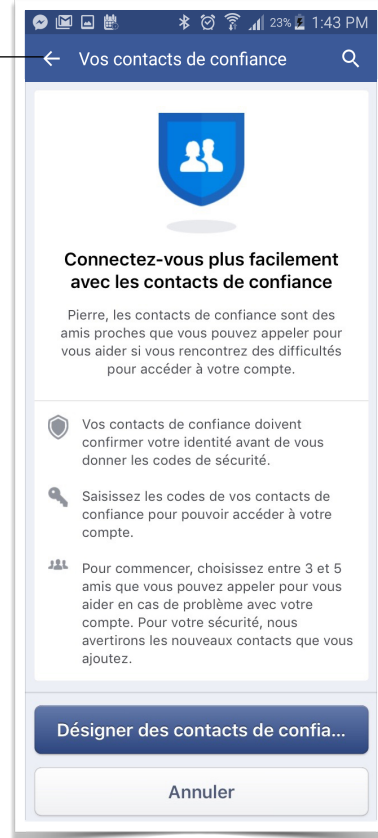 23% 1:43 PM
Vos contacts de confiance
Connectez-vous plus facilement
avec les contacts de confiance
Pierre, les contacts de confiance sont des
amis proches que vous pouvez appeler pour
vous aider si vous rencontrez des difficultés
pour accéder à votre compte.
Vos contacts de confiance doivent
confirmer votre identité avant de vous
donner les codes de sécurité.
Saisissez les codes de vos contacts de
confiance pour pouvoir accéder à votre
compte.
Pour commencer, choisissez entre 3 et 5
amis que vous pouvez appeler pour vous
aider en cas de problème avec votre
compte. Pour votre sécurité, nous
avertirons les nouveaux contacts que vous
ajoutez.
Désigner des contacts de confia...
Annuler